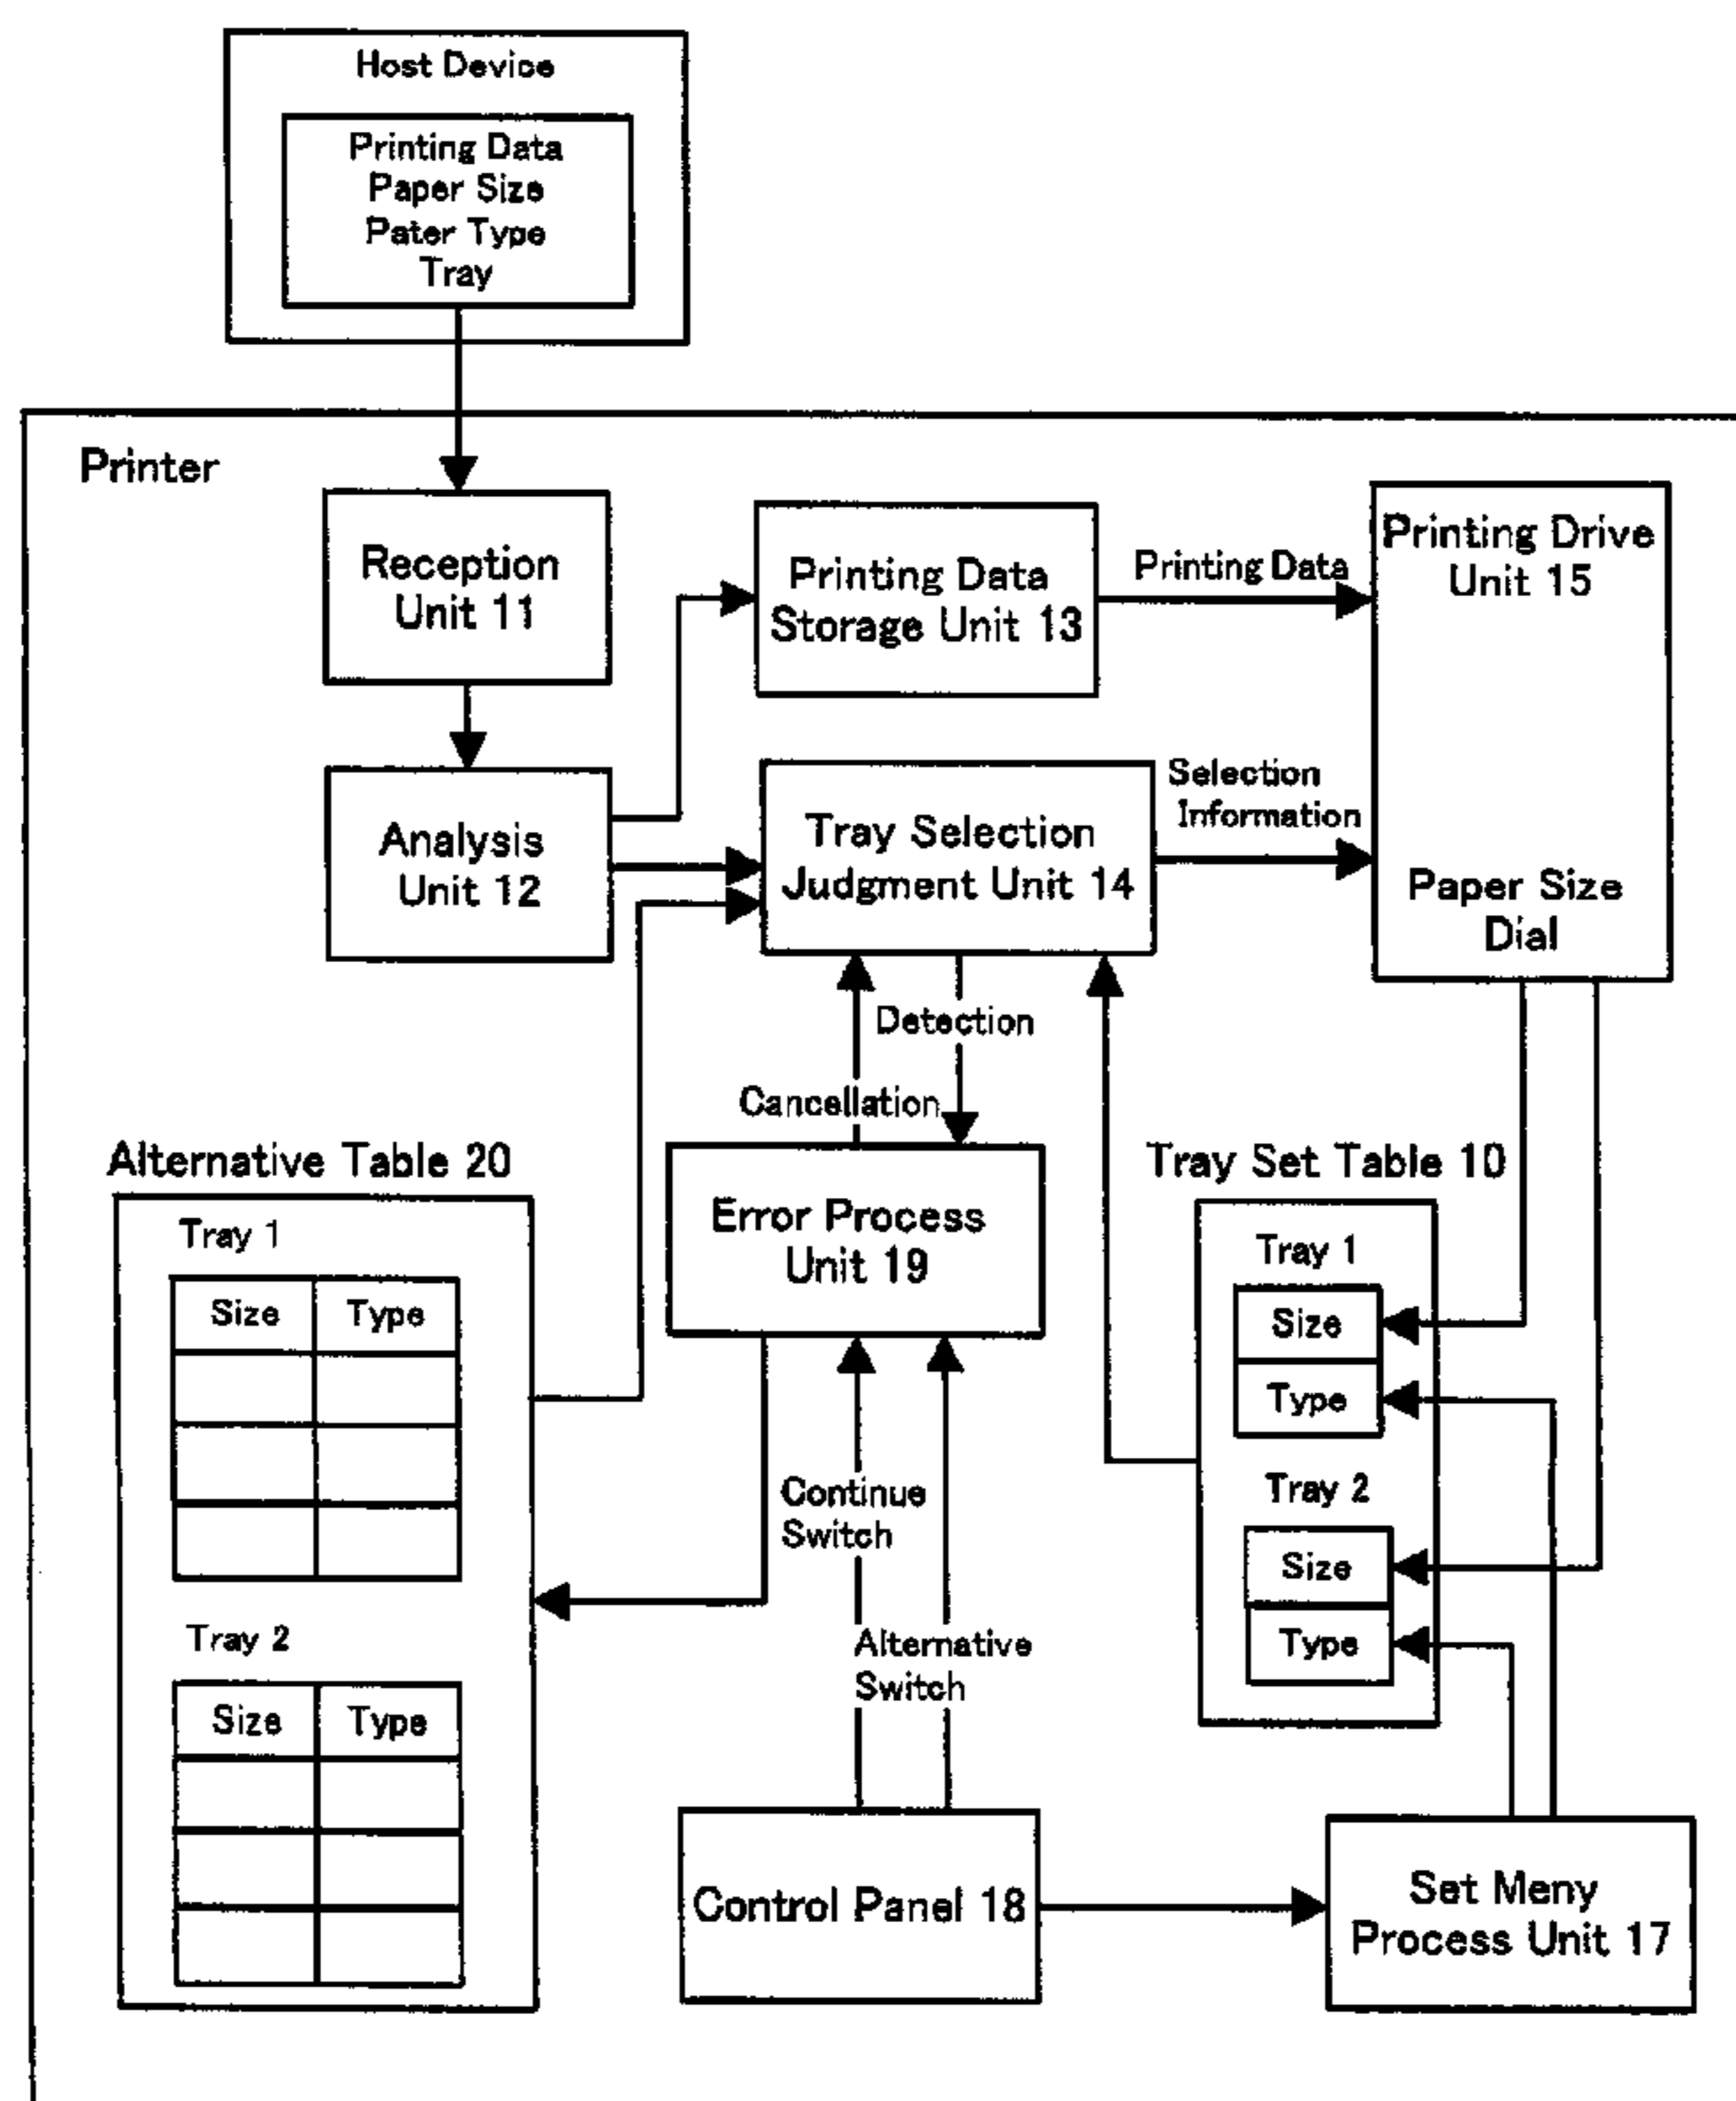 Host Device
Printing Data
Paper Size
Pater Type
Tray
Printer
Reception
Unit 11
Printing Data
Storage Unit 13
Printing Data
Printing Drive
Unit 15
Analysis
Unit 12
Tray Selection
Judgment Unit 14
Selection
Information
Paper Size
Dial
Detection
Cancellation
Alternative Table 20
Tray 1
Size Type
Tray 2
Size Type
Error Process
Unit 19
Tray Set Table 10
Tray 1
Size
Type
Tray 2
Size
Type
Continue
Switch
Alternative
Switch
Control Panel 18
Set Meny
Process Unit 17